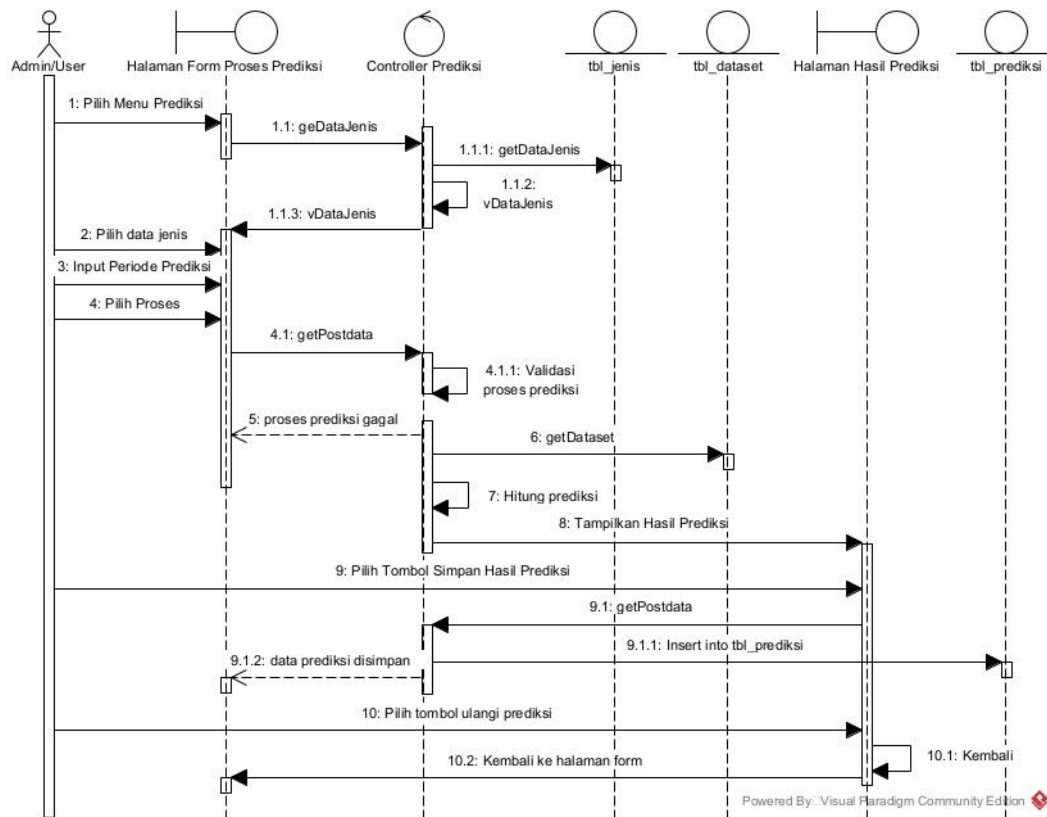 Admin/User
Halaman Form Proses Prediksi
Controller Prediksi
tbl_jenis
tbl_dataset
Halaman Hasil Prediksi
tbl_prediksi
1: Pilih Menu Prediksi
1.1: geDataJenis
1.1.1: getDataJenis
1.1.2:
vDataJenis
1.1.3: vDataJenis
2: Pilih data jenis
3: Input Periode Prediksi
4: Pilih Proses
4.1: getPostdata
4.1.1: Validasi
proses prediksi
5: proses prediksi gagal
6: getDataset
7: Hitung prediksi
8: Tampilkan Hasil Prediksi
9: Pilih Tombol Simpan Hasil Prediksi
9.1: getPostdata
9.1.1: Insert into tbl_prediksi
9.1.2: data prediksi disimpan
10: Pilih tombol ulangi prediksi
10.1: Kembali
10.2: Kembali ke halaman form
Powered By Visual Paradigm Community Edition